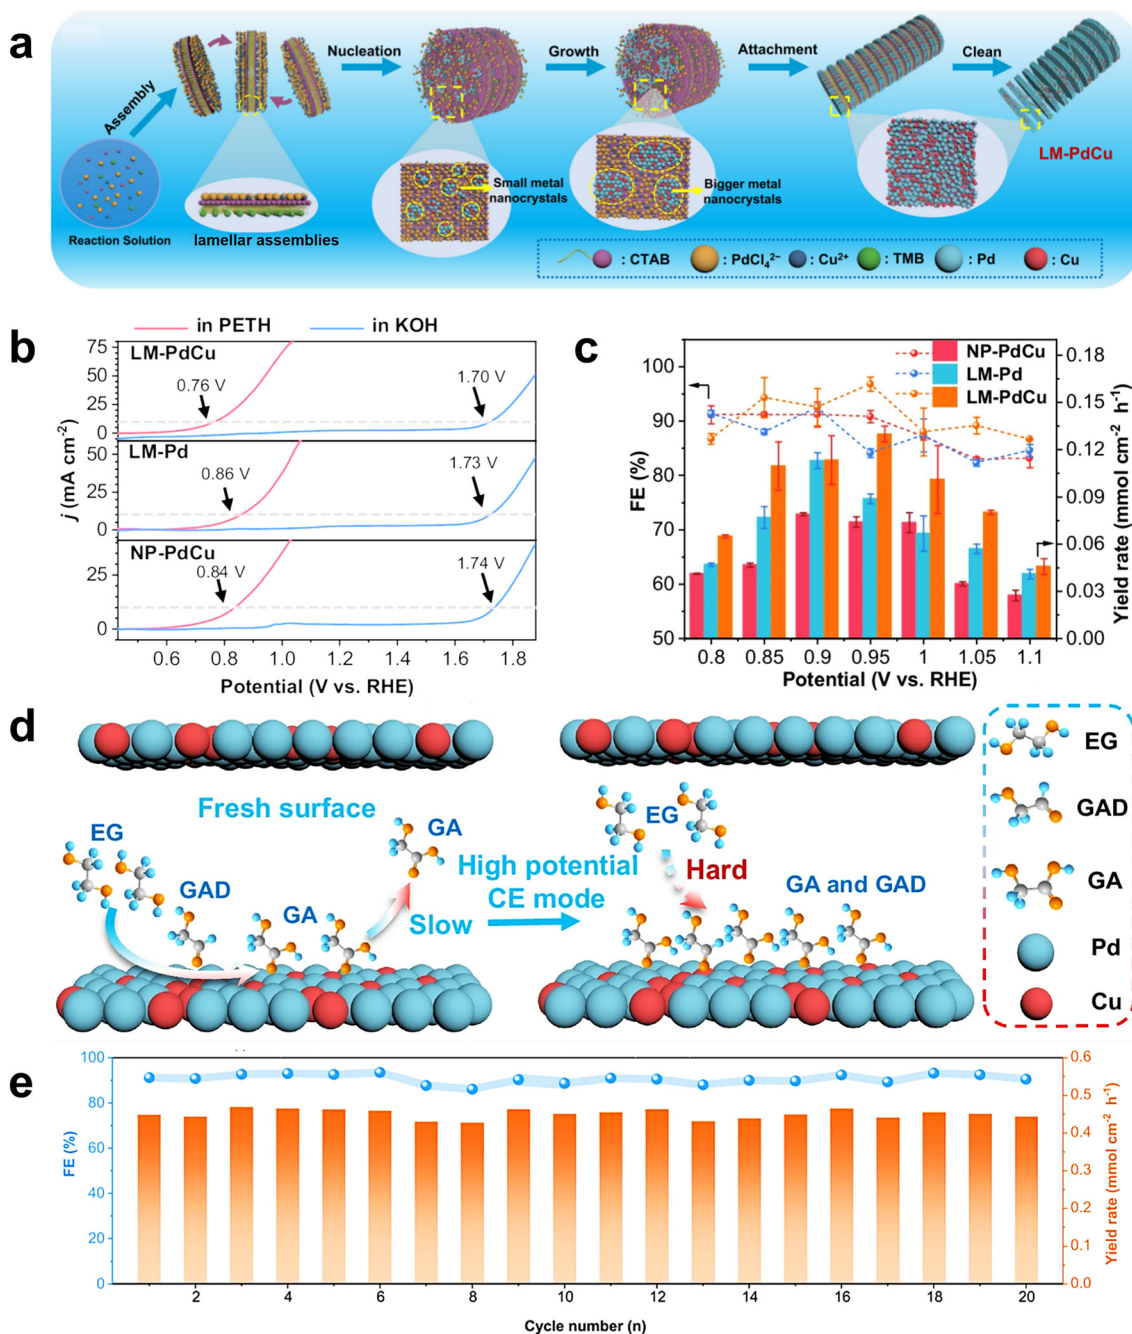 a
Assembly
Nucleation
Growth
Attachment
Clean
LM-PdCu
Small metal
nanocrystals
Bigger metal
nanocrystals
Reaction Solution
lamellar assemblies
: CTAB
: PdCl₄²⁻
: Cu²⁺
: TMB
: Pd
: Cu
b
in PETH
in KOH
LM-PdCu
0.76 V
1.70 V
LM-Pd
0.86 V
1.73 V
NP-PdCu
0.84 V
1.74 V
75
50
25
0
50
25
0
25
0
j (mA cm⁻²)
0.6 0.8 1.0 1.2 1.4 1.6 1.8
Potential (V vs. RHE)
c
NP-PdCu
LM-Pd
LM-PdCu
100
90
80
70
60
50
FE (%)
0.18
0.15
0.12
0.09
0.06
0.03
0.00
Yield rate (mmol cm⁻² h⁻¹)
0.8 0.85 0.9 0.95 1 1.05 1.1
Potential (V vs. RHE)
d
Fresh surface
EG
GAD
GA
GA
Slow
High potential
CE mode
EG
Hard
GA and GAD
EG
GAD
GA
Pd
Cu
e
100
80
60
40
20
0
FE (%)
0.6
0.5
0.4
0.3
0.2
0.1
0.0
Yield rate (mmol cm⁻² h⁻¹)
2 4 6 8 10 12 14 16 18 20
Cycle number (n)